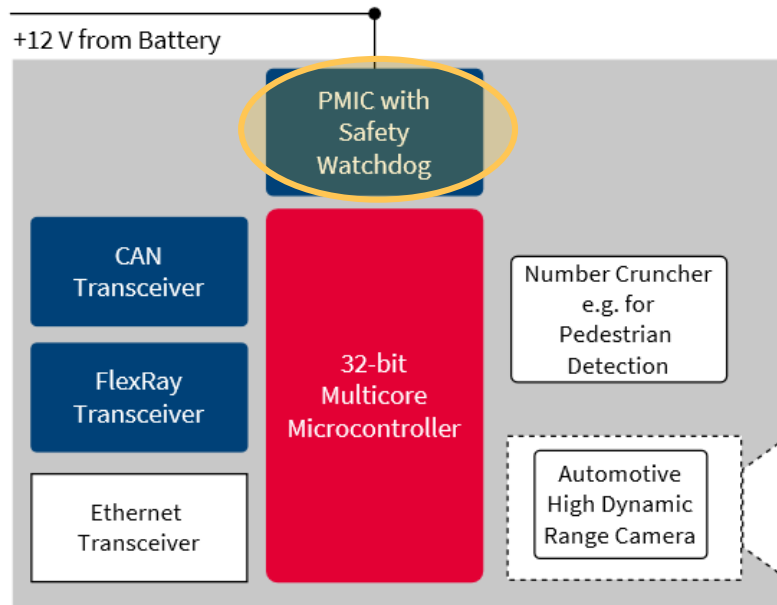 +12 V from Battery
PMIC with
Safety
Watchdog
CAN
Transceiver
FlexRay
Transceiver
Ethernet
Transceiver
32-bit
Multicore
Microcontroller
Number Cruncher
e.g. for
Pedestrian
Detection
Automotive
High Dynamic
Range Camera